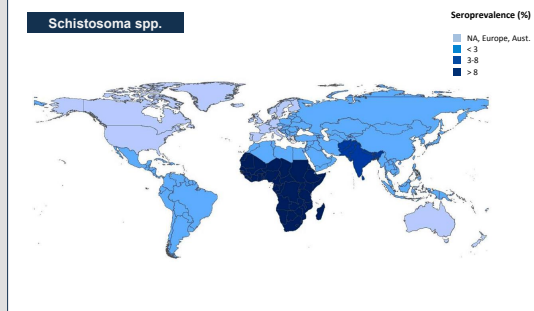 Schistosoma spp.
Seroprevalence (%)
NA, Europe, Aust.
< 3
3-8
> 8